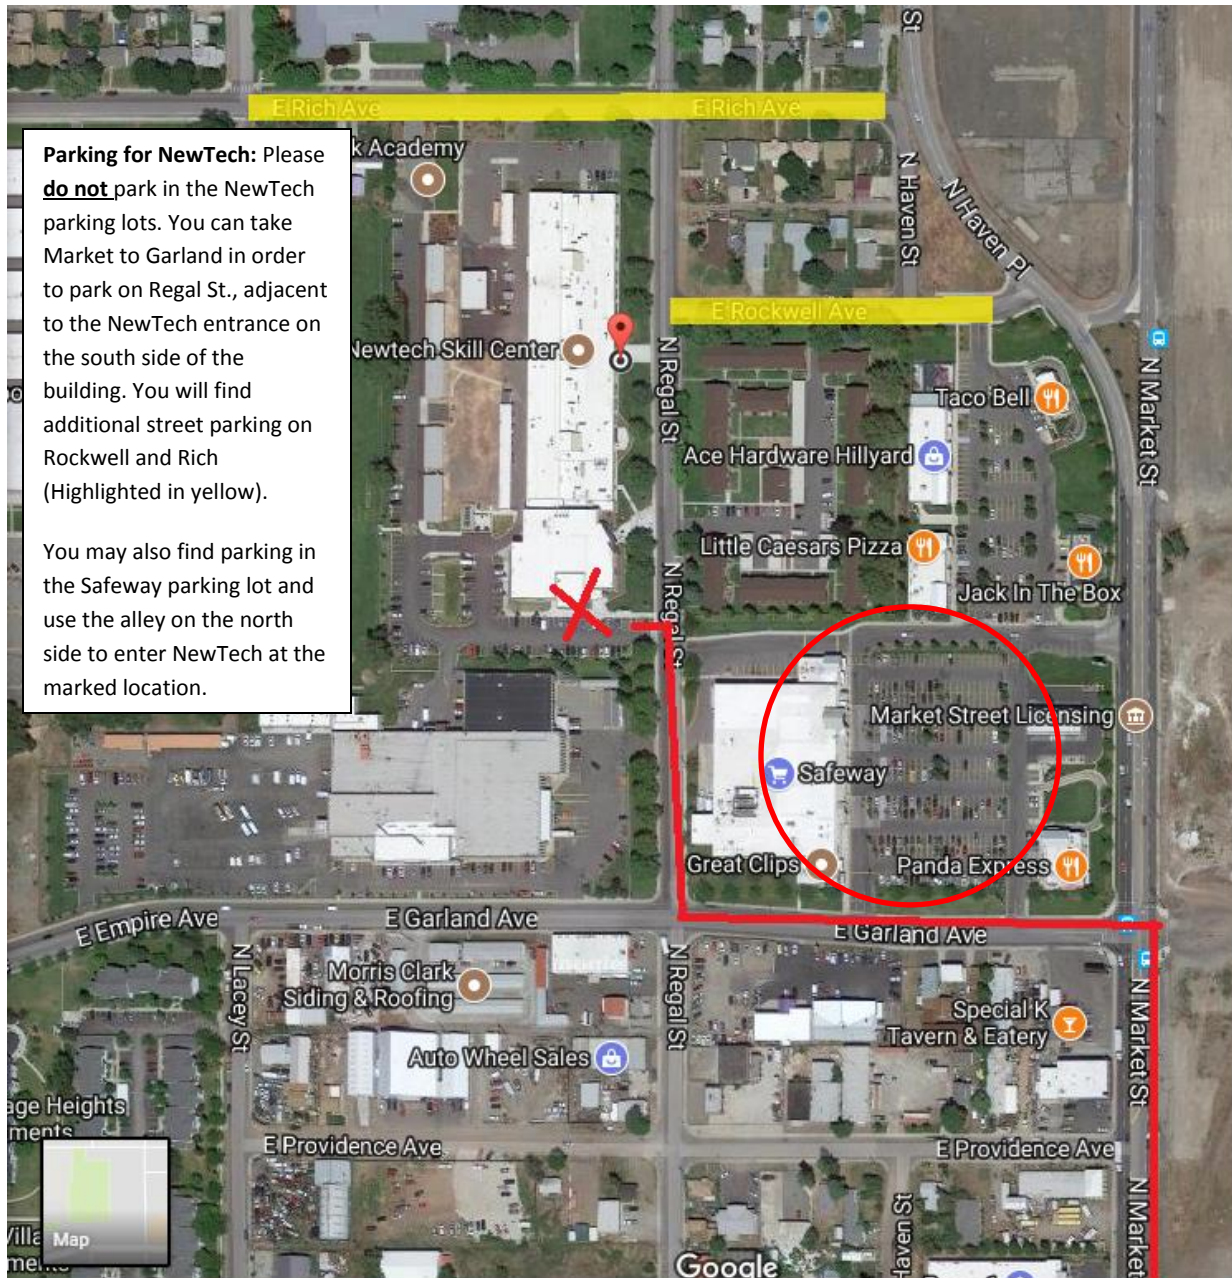 St
E Rich Ave
E Rich Ave
Parking for NewTech: Please
do not park in the NewTech
parking lots. You can take
Market to Garland in order
to park on Regal St., adjacent
to the NewTech entrance on
the south side of the
building. You will find
additional street parking on
Rockwell and Rich
(Highlighted in yellow).
You may also find parking in
the Safeway parking lot and
use the alley on the north
side to enter NewTech at the
marked location.
k Academy
N Haven St
N Haven Pl
E Rockwell Ave
Newtech Skill Center
N Regal St
N Market St
Taco Bell
Ace Hardware Hillyard
Little Caesars Pizza
Jack In The Box
N Regal St
Market Street Licensing
Safeway
Great Clips
Panda Express
E Empire Ave
E Garland Ave
E Garland Ave
N Lacey St
Morris Clark
Siding & Roofing
N Regal St
Special K
Tavern & Eatery
N Market St
Auto Wheel Sales
age Heights
ments
E Providence Ave
E Providence Ave
Map
Villa
ment
Haven St
N Market
Google